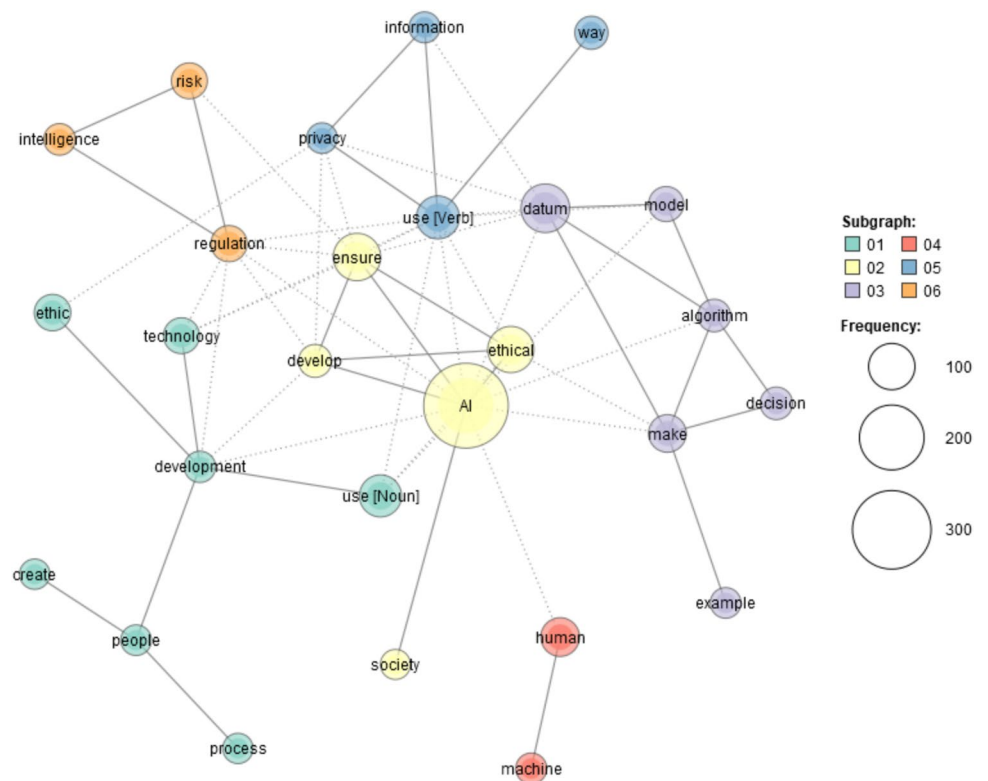 information
way
risk
intelligence
privacy
use [Verb]
datum
model
regulation
ensure
ethic
technology
develop
ethical
algorithm
AI
decision
make
development
use [Noun]
create
people
example
society
human
process
machine
Subgraph:
01 04
02 05
03 06
Frequency:
100
200
300